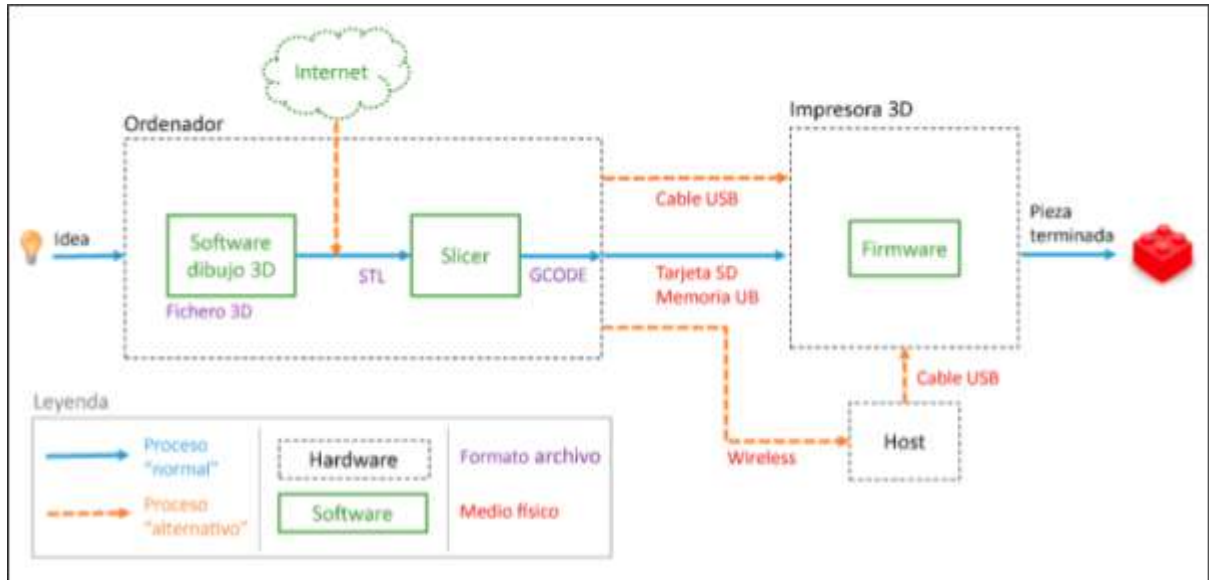 Internet
Ordenador
Impresora 3D
Idea
Software
dibujo 3D
Fichero 3D
STL
Slicer
GCODE
Cable USB
Tarjeta SD
Memoria UB
Firmware
Pieza
terminada
Cable USB
Host
Wireless
Leyenda
Proceso
"normal"
Hardware
Formato archivo
Proceso
"alternativo"
Software
Medio físico